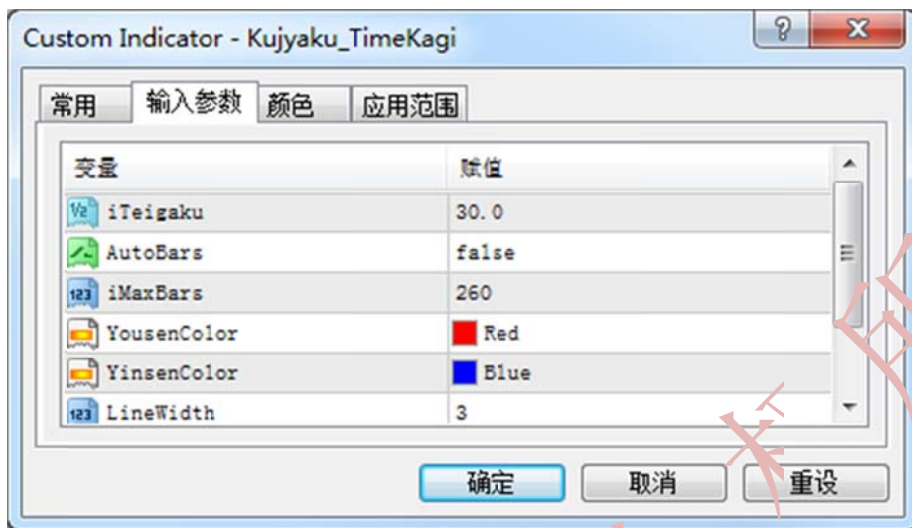 Custom Indicator - Kujyaku_TimeKagi
常用 输入参数 颜色 应用范围
变量 赋值
iTeigaku 30.0
AutoBars false
iMaxBars 260
YousenColor Red
YinsenColor Blue
LineWidth 3
确定 取消 重设